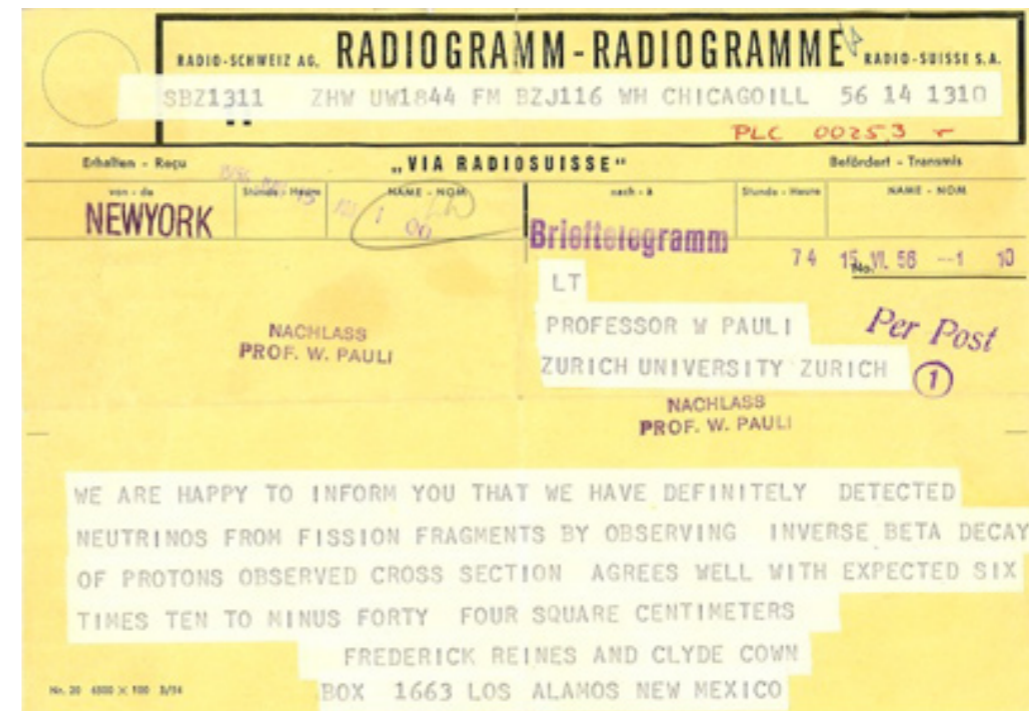 RADIO-SCHWEIZ AG. RADIOGRAMM-RADIOGRAMME RADIO-SUISSE S.A.
SBZ1311 ZHW UW1844 FM BZJ116 WH CHICAGOILL 56 14 1310
PLC 00253
Erhalten - Reçu „VIA RADIOSUISSE" Befördert - Transmis
von - de Stunde - Heure NAME - NOM nach - à Stunde - Heure NAME - NOM
NEWYORK
Brieftelegramm
74 15.VI.56 --1 10
No.
LT
PROFESSOR W PAULI
Per Post
ZURICH UNIVERSITY ZURICH
1
NACHLASS
PROF. W. PAULI
NACHLASS
PROF. W. PAULI
WE ARE HAPPY TO INFORM YOU THAT WE HAVE DEFINITELY DETECTED
NEUTRINOS FROM FISSION FRAGMENTS BY OBSERVING INVERSE BETA DECAY
OF PROTONS OBSERVED CROSS SECTION AGREES WELL WITH EXPECTED SIX
TIMES TEN TO MINUS FORTY FOUR SQUARE CENTIMETERS
FREDERICK REINES AND CLYDE COWN
BOX 1663 LOS ALAMOS NEW MEXICO